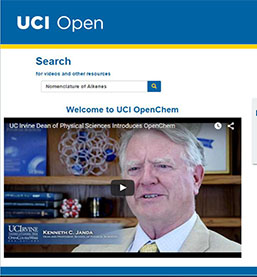 UCI Open
Search
for videos and other resources
Nomenclature of Alkenes
Welcome to UCI OpenChem
UC Irvine Dean of Physical Sciences Introduces OpenChem
UCIRVINE
KENNETH C. JANDA